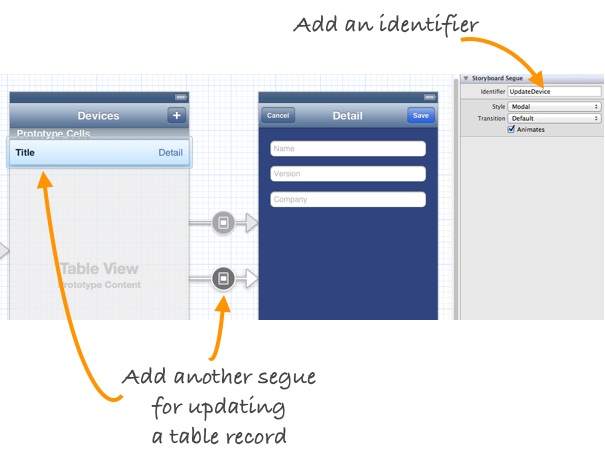 Add an identifier
Storyboard Segue
Identifier UpdateDevice
Style Modal
Transition Default
Animates
Devices +
Prototype Cells
Title Detail
Table View
Prototype Content
Cancel Detail Save
Name
Version
Company
Add another segue
for updating
a table record